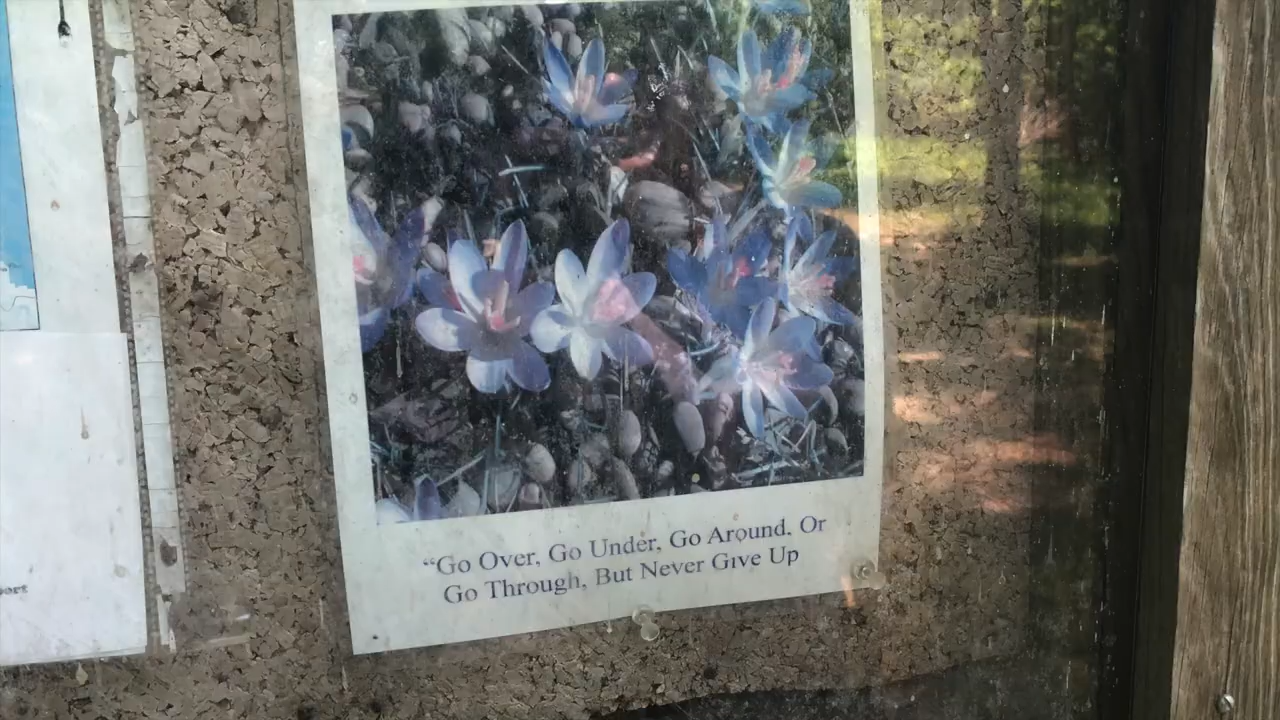 “Go Over, Go Under, Go Around. Or
Go Through, But Never Give Up